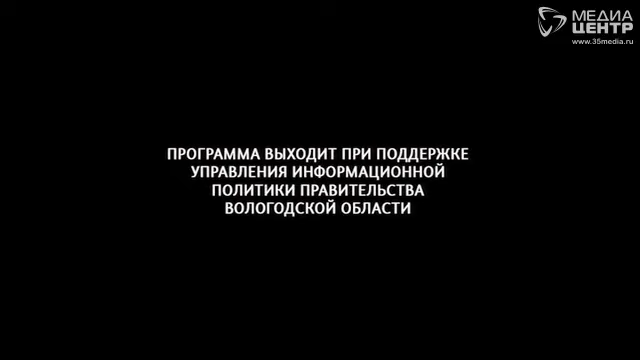 МЕДИА
ЦЕНТР
www.35media.ru
ПРОГРАММА ВЫХОДИТ ПРИ ПОДДЕРЖКЕ
УПРАВЛЕНИЯ ИНФОРМАЦИОННОЙ
ПОЛИТИКИ ПРАВИТЕЛЬСТВА
ВОЛОГОДСКОЙ ОБЛАСТИ